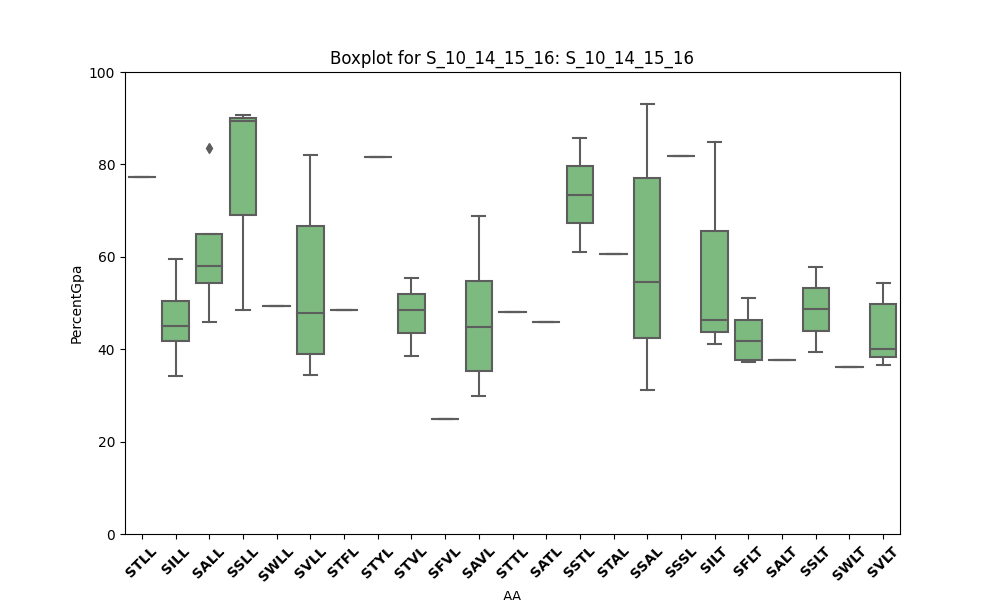 Boxplot for S_10_14_15_16: S_10_14_15_16
PercentGpa
100
80
60
40
20
0
STLL SILL SALL SSLL SWLL SVLL STFL STYL STVL SFVL SAVL STTL SATL SSTL STAL SSAL SSSL SILT SFLT SALT SSLT SWLT SVLT
AA